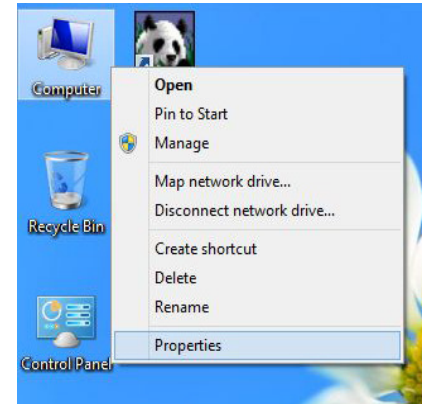 Computer
Open
Pin to Start
Manage
Map network drive...
Disconnect network drive...
Recycle Bin
Create shortcut
Delete
Rename
Properties
Control Panel